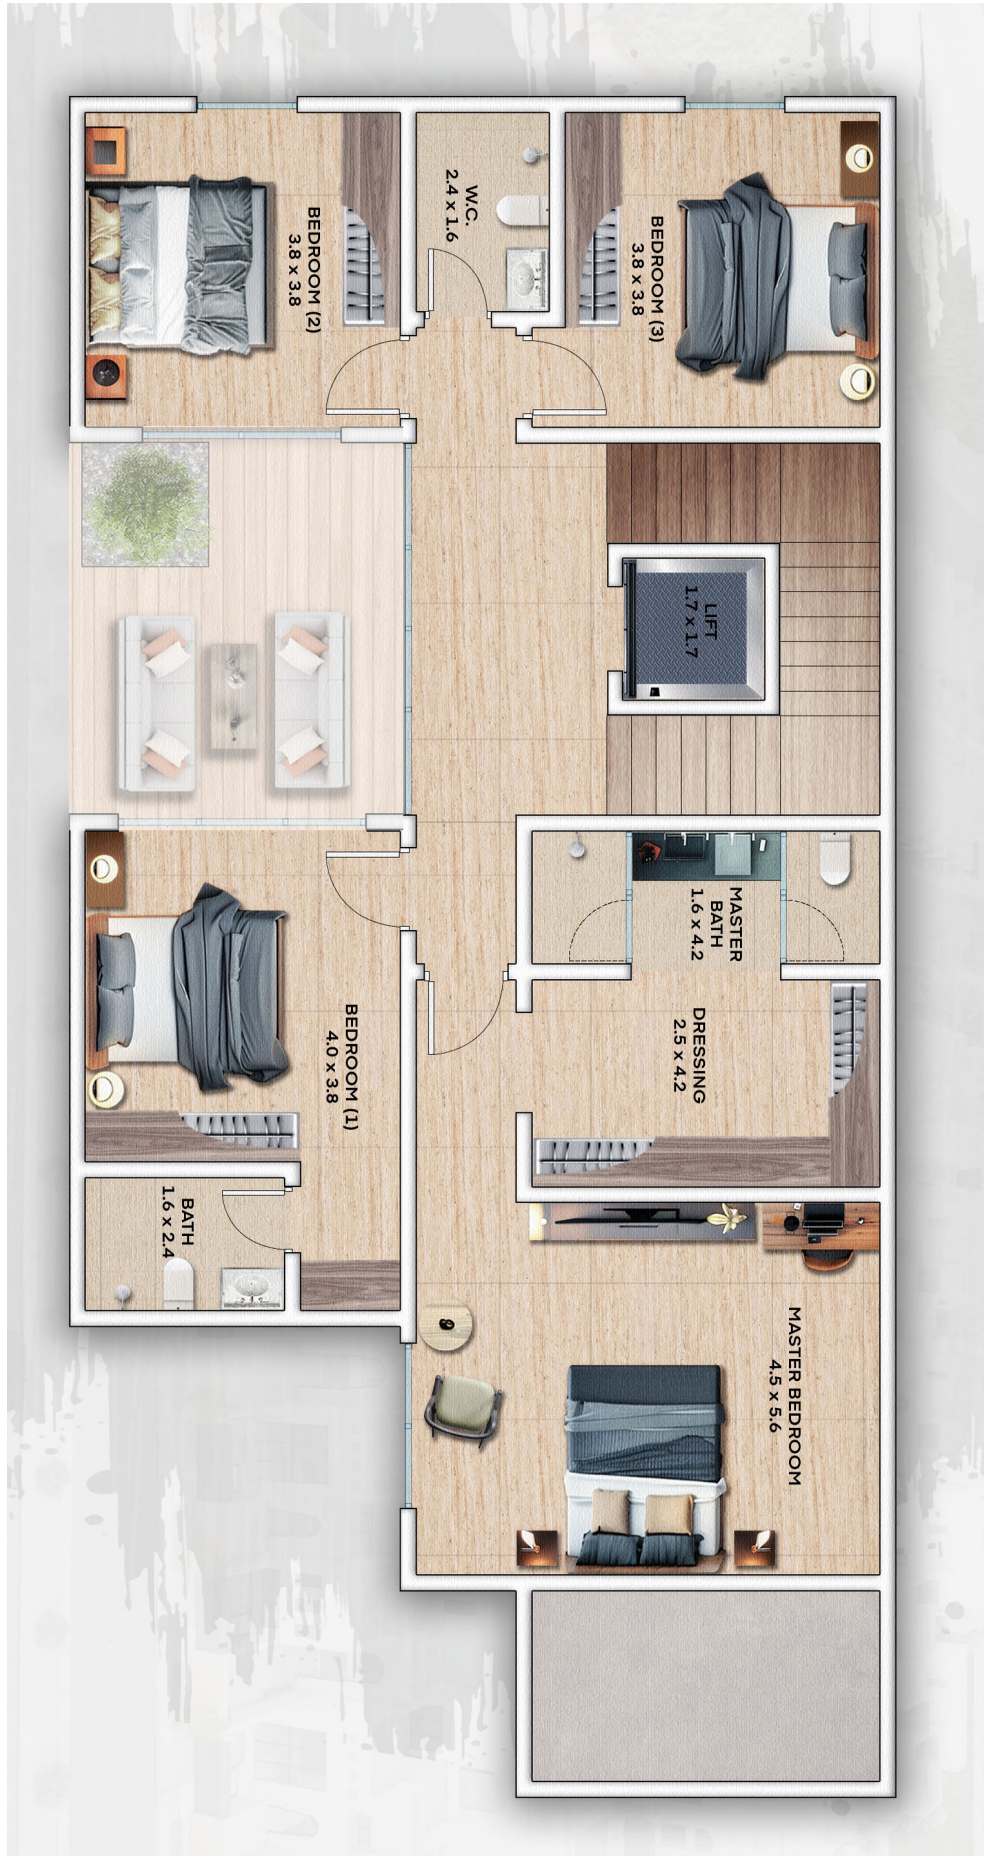 BEDROOM (2)
3.8 x 3.8
W.C.
2.4 x 1.6
BEDROOM (3)
3.8 x 3.8
LIFT
1.7 x 1.7
MASTER
BATH
1.6 x 4.2
DRESSING
2.5 x 4.2
BEDROOM (1)
4.0 x 3.8
BATH
1.6 x 2.4
MASTER BEDROOM
4.5 x 5.6